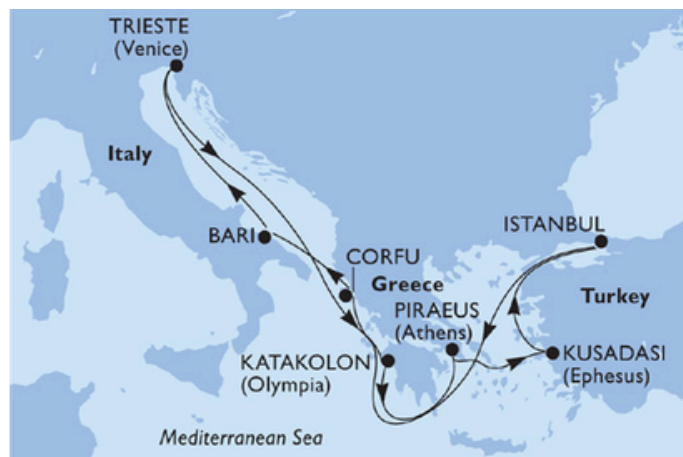 TRIESTE
(Venice)
Italy
BARI
ISTANBUL
CORFU
Greece
PIRAEUS
(Athens)
Turkey
KATAKOLON
(Olympia)
KUSADASI
(Ephesus)
Mediterranean Sea